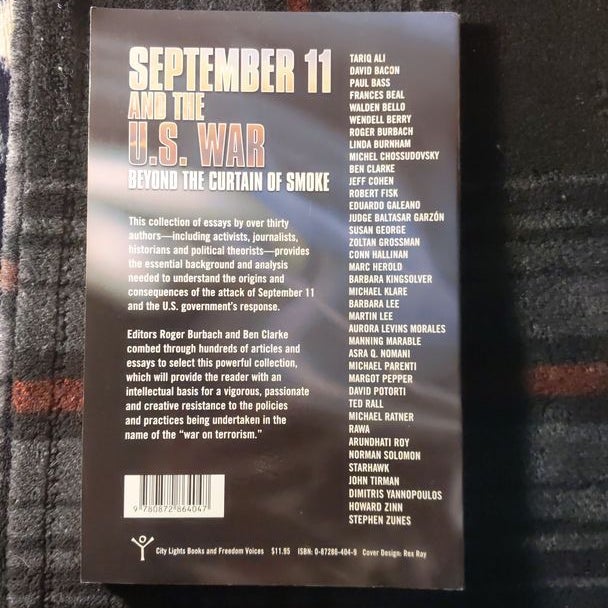 SEPTEMBER 11
AND THE
U.S. WAR
BEYOND THE CURTAIN OF SMOKE
This collection of essays by over thirty
authors—including activists, journalists,
historians and political theorists—provides
the essential background and analysis
needed to understand the origins and
consequences of the attack of September 11
and the U.S. government's response.
Editors Roger Burbach and Ben Clarke
combed through hundreds of articles and
essays to select this powerful collection,
which will provide the reader with an
intellectual basis for a vigorous, passionate
and creative resistance to the policies
and practices being undertaken in the
name of the “war on terrorism.”
TARIQ ALI
DAVID BACON
PAUL BASS
FRANCES BEAL
WALDEN BELLO
WENDELL BERRY
ROGER BURBACH
LINDA BURNHAM
MICHEL CHOSSUDOVSKY
BEN CLARKE
JEFF COHEN
ROBERT FISK
EDUARDO GALEANO
JUDGE BALTASAR GARZÓN
SUSAN GEORGE
ZOLTAN GROSSMAN
CONN HALLINAN
MARC HEROLD
BARBARA KINGSOLVER
MICHAEL KLARE
BARBARA LEE
MARTIN LEE
AURORA LEVINS MORALES
MANNING MARABLE
ASRA Q. NOMANI
MICHAEL PARENTI
MARGOT PEPPER
DAVID POTORTI
TED RALL
MICHAEL RATNER
RAWA
ARUNDHATI ROY
NORMAN SOLOMON
STARHAWK
JOHN TIRMAN
DIMITRIS YANNOPOULOS
HOWARD ZINN
STEPHEN ZUNES
9 780872 864047
City Lights Books and Freedom Voices $11.95 ISBN: 0-87286-404-9 Cover Design: Rex Ray